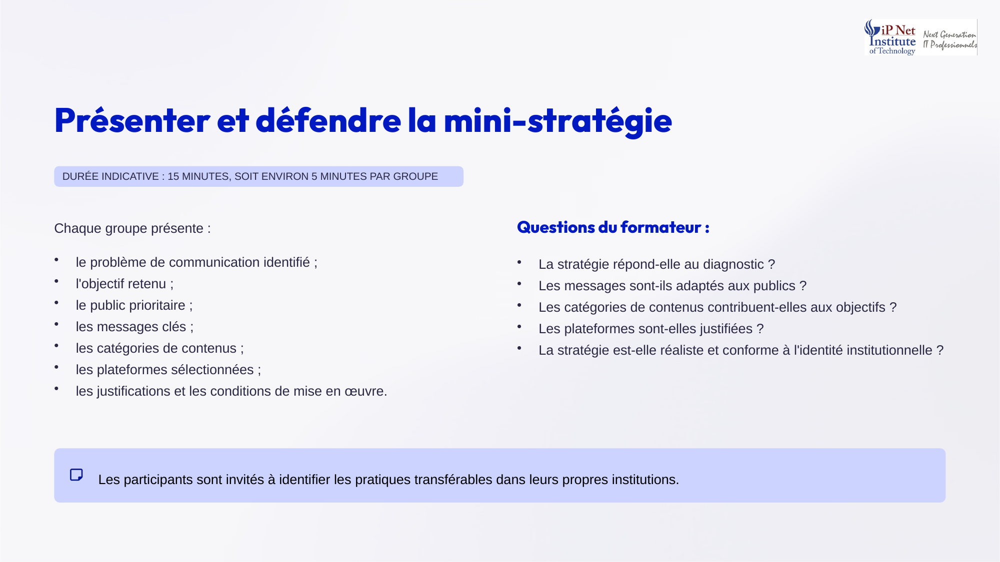 iP Net
Institute
of Technology
Next Generation
IT Professionnels
Présenter et défendre la mini-stratégie
DURÉE INDICATIVE : 15 MINUTES, SOIT ENVIRON 5 MINUTES PAR GROUPE
Chaque groupe présente :
• le problème de communication identifié ;
• l'objectif retenu ;
• le public prioritaire ;
• les messages clés ;
• les catégories de contenus ;
• les plateformes sélectionnées ;
• les justifications et les conditions de mise en œuvre.
Questions du formateur :
• La stratégie répond-elle au diagnostic ?
• Les messages sont-ils adaptés aux publics ?
• Les catégories de contenus contribuent-elles aux objectifs ?
• Les plateformes sont-elles justifiées ?
• La stratégie est-elle réaliste et conforme à l'identité institutionnelle ?
Les participants sont invités à identifier les pratiques transférables dans leurs propres institutions.